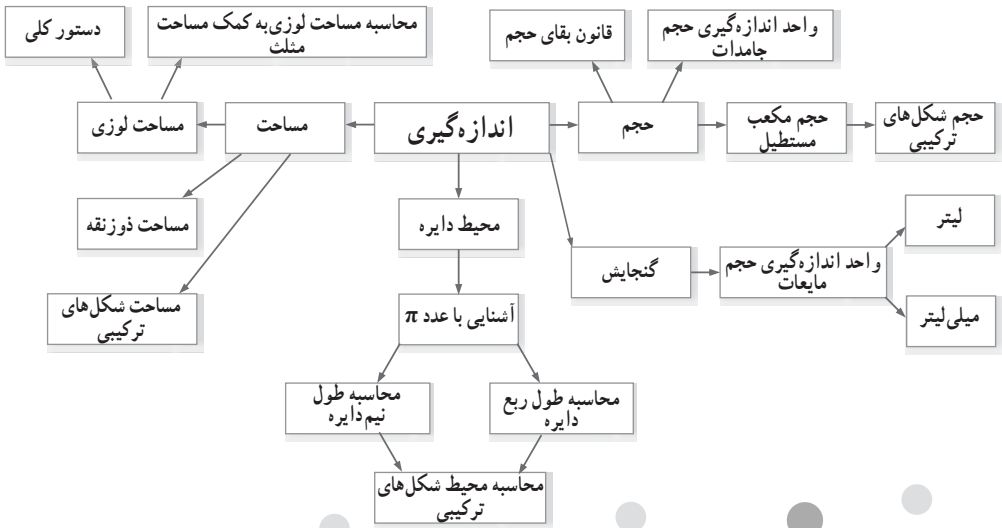 دستور کلی
محاسبه مساحت لوزی به کمک مساحت
مثلث
قانون بقای حجم
واحد اندازه‌گیری حجم
جامدات
مساحت لوزی
مساحت
اندازه‌گیری
حجم
حجم مکعب
مستطیل
حجم شکل‌های
ترکیبی
مساحت ذوزنقه
محیط دایره
گنجایش
واحد اندازه‌گیری حجم
مایعات
لیتر
میلی‌لیتر
مساحت شکل‌های
ترکیبی
آشنایی با عدد π
محاسبه طول
نیم‌دایره
محاسبه طول ربع
دایره
محاسبه محیط شکل‌های
ترکیبی